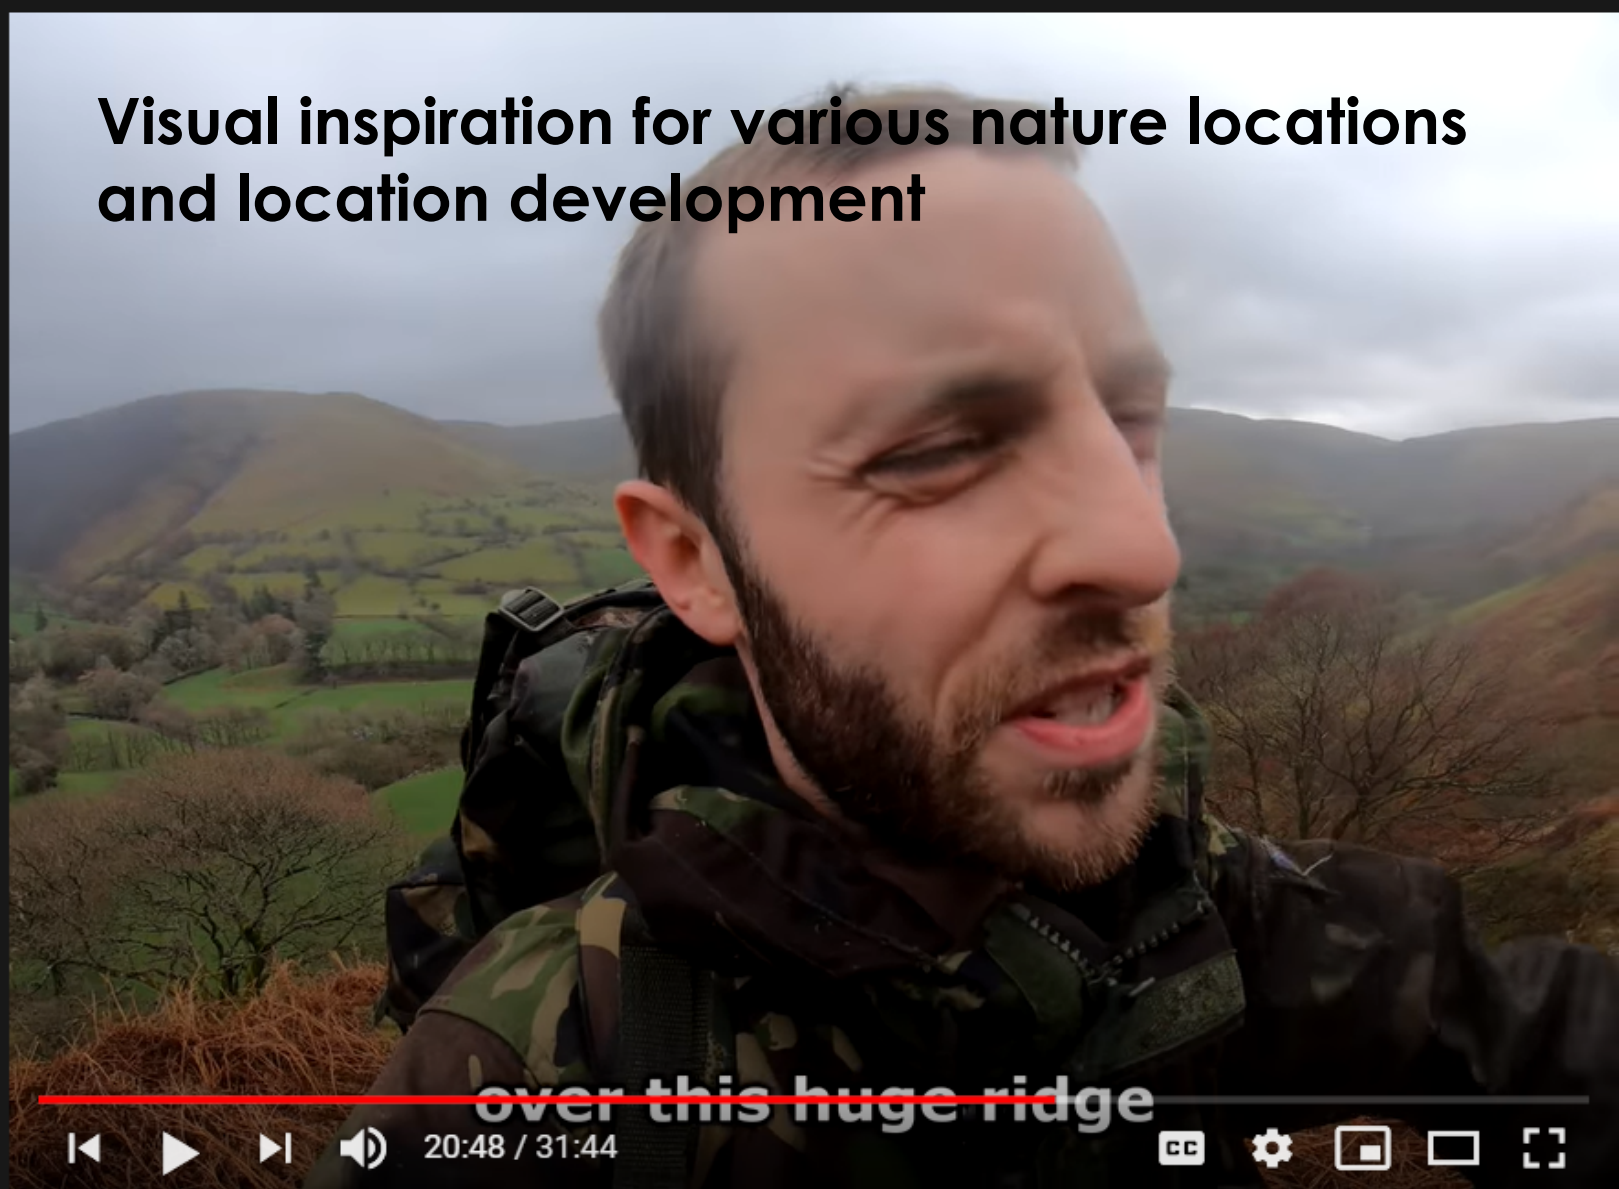 Visual inspiration for various nature locations
and location development
over this huge ridge
20:48 / 31:44
CC